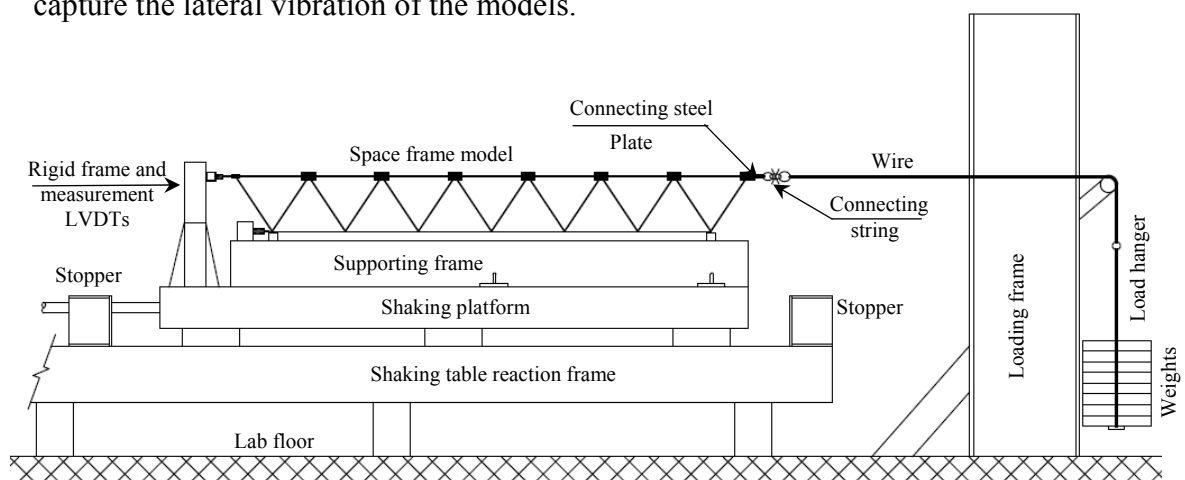 capture the lateral vibration of the models.
Connecting steel
Plate
Space frame model
Wire
Rigid frame and
measurement
LVDTs
Connecting
string
Supporting frame
Stopper
Shaking platform
Stopper
Loading frame
Load hanger
Weights
Shaking table reaction frame
Lab floor